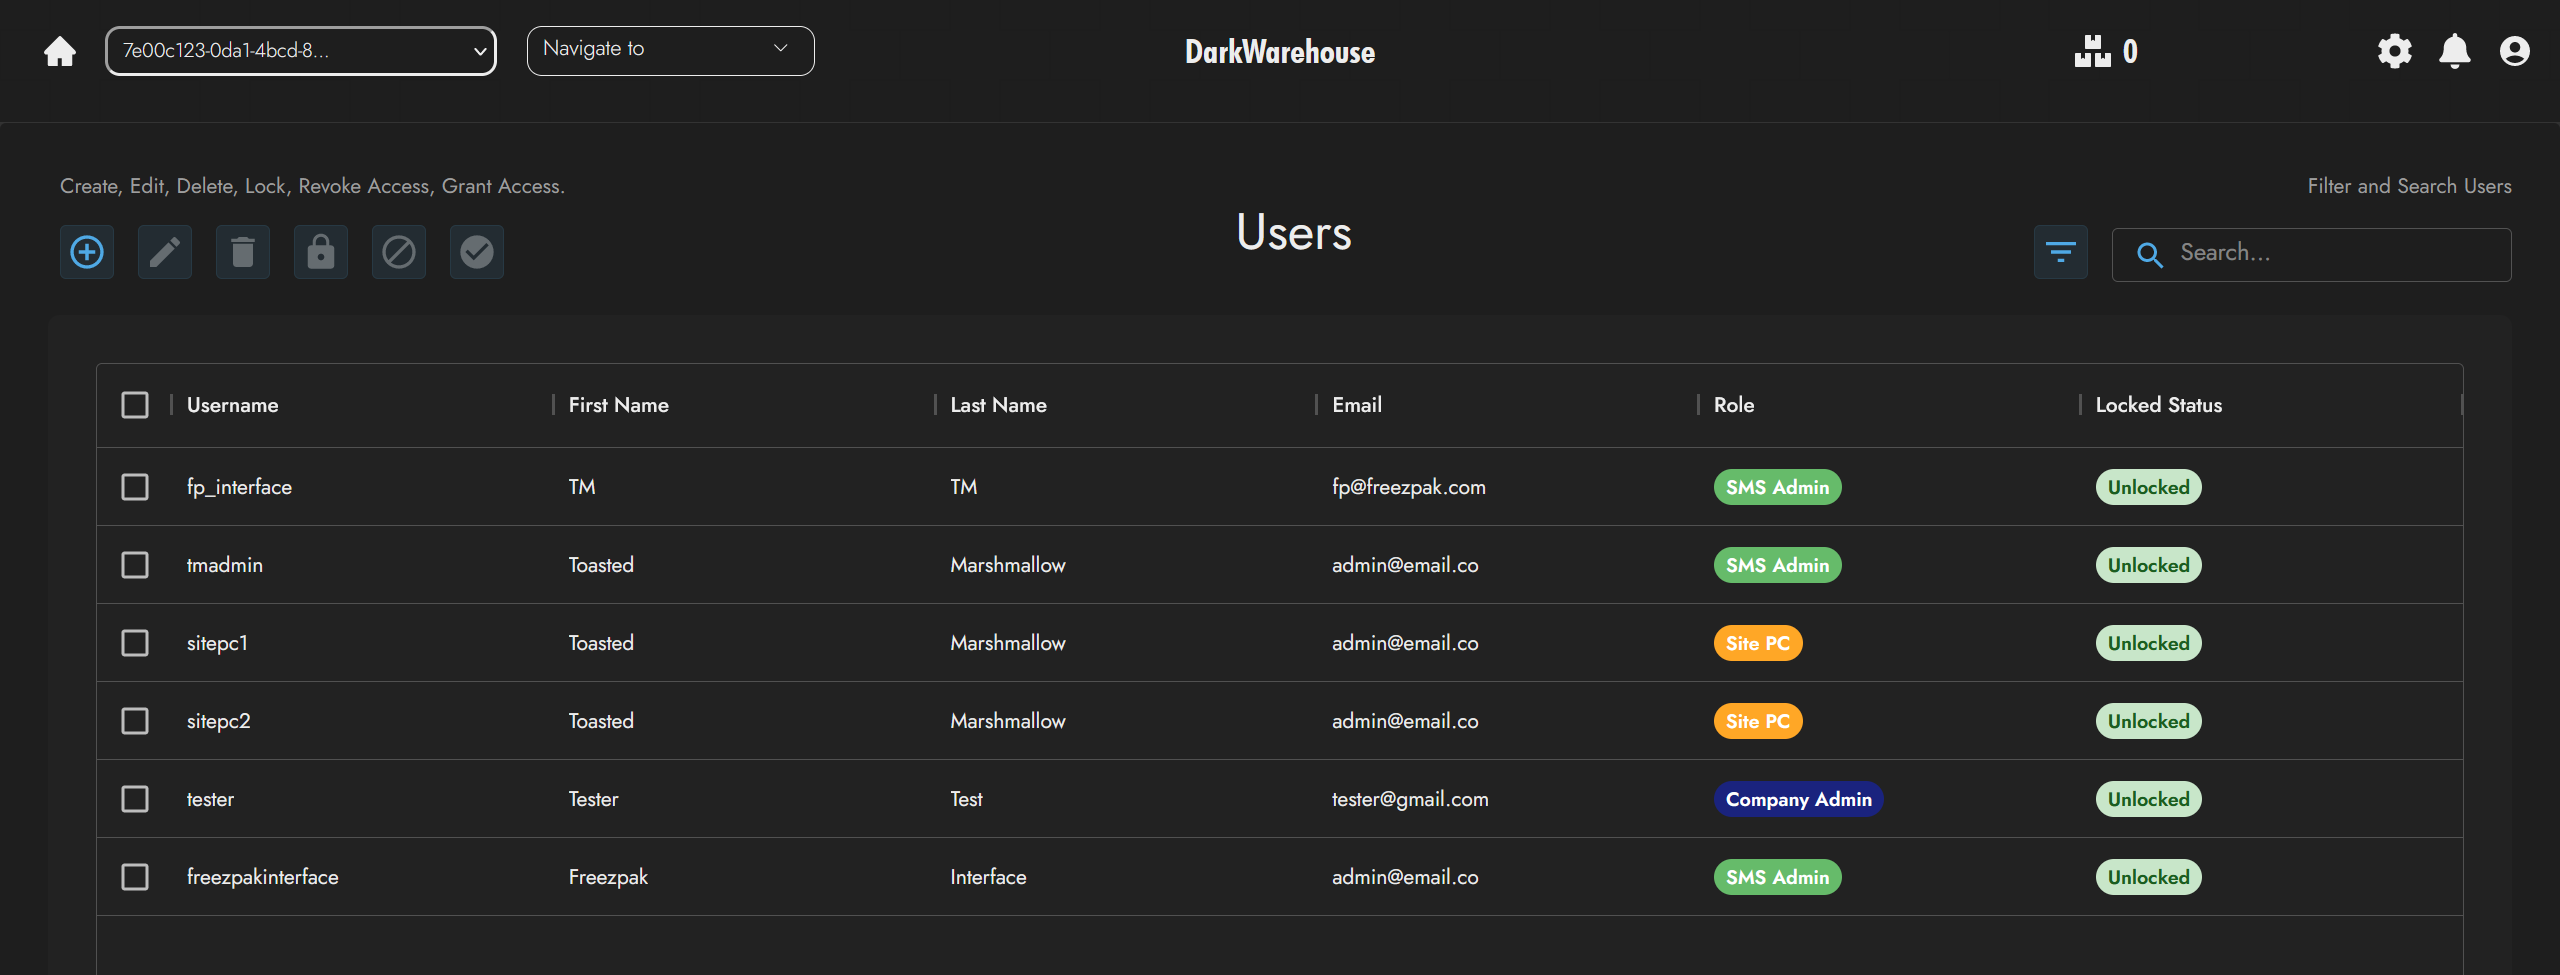 7e00c123-0da1-4bcd-8...
Navigate to
DarkWarehouse
0
Create, Edit, Delete, Lock, Revoke Access, Grant Access.
Filter and Search Users
Users
Search...
Username First Name Last Name Email Role Locked Status
fp_interface TM TM fp@freezpak.com SMS Admin Unlocked
tmadmin Toasted Marshmallow admin@email.co SMS Admin Unlocked
sitepc1 Toasted Marshmallow admin@email.co Site PC Unlocked
sitepc2 Toasted Marshmallow admin@email.co Site PC Unlocked
tester Tester Test tester@gmail.com Company Admin Unlocked
freezpakinterface Freezpak Interface admin@email.co SMS Admin Unlocked